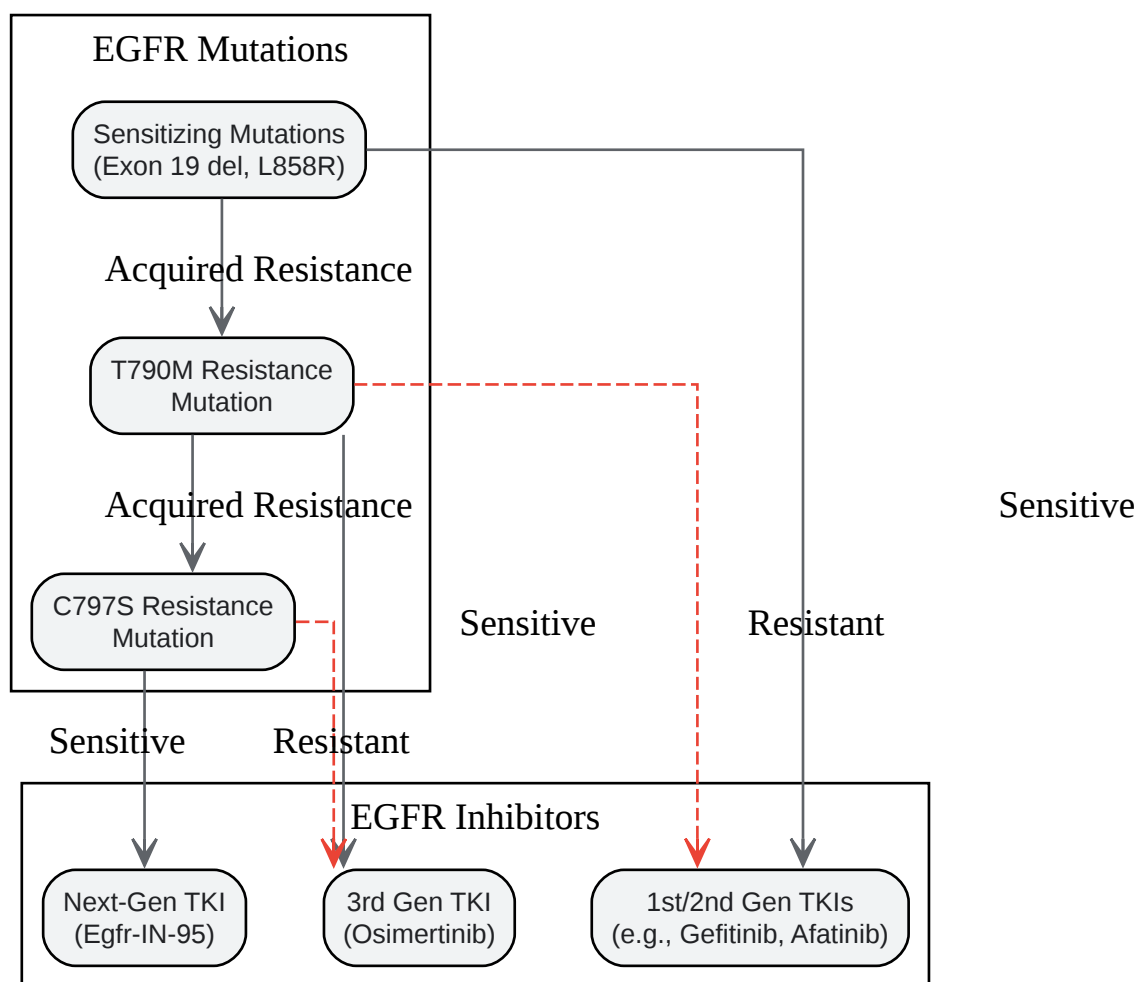 EGFR Mutations
Sensitizing Mutations
(Exon 19 del, L858R)
Acquired Resistance
T790M Resistance
Mutation
Acquired Resistance
Sensitive
C797S Resistance
Mutation
Sensitive
Resistant
Sensitive
Resistant
EGFR Inhibitors
Next-Gen TKI
(Egfr-IN-95)
3rd Gen TKI
(Osimertinib)
1st/2nd Gen TKIs
(e.g., Gefitinib, Afatinib)